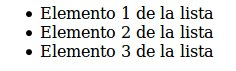 • Elemento 1 de la lista
• Elemento 2 de la lista
• Elemento 3 de la lista